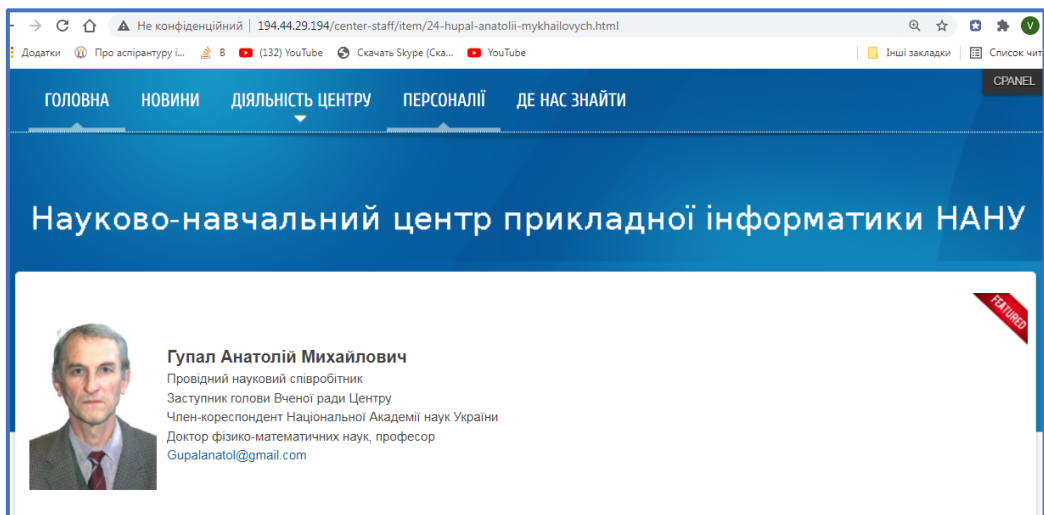 Не конфіденційний | 194.44.29.194/center-staff/item/24-hupal-anatolii-mykhailovych.html
V
Додатки Про аспірантуру і... В (132) YouTube Скачать Skype (Ска... YouTube Інші закладки Список чит
CPANEL
ГОЛОВНА НОВИНИ ДІЯЛЬНІСТЬ ЦЕНТРУ ПЕРСОНАЛІЇ ДЕ НАС ЗНАЙТИ
Науково-навчальний центр прикладної інформатики НАНУ
FEATURED
Гупал Анатолій Михайлович
Провідний науковий співробітник
Заступник голови Вченої ради Центру
Член-кореспондент Національної Академії наук України
Доктор фізико-математичних наук, професор
Gupalanatol@gmail.com